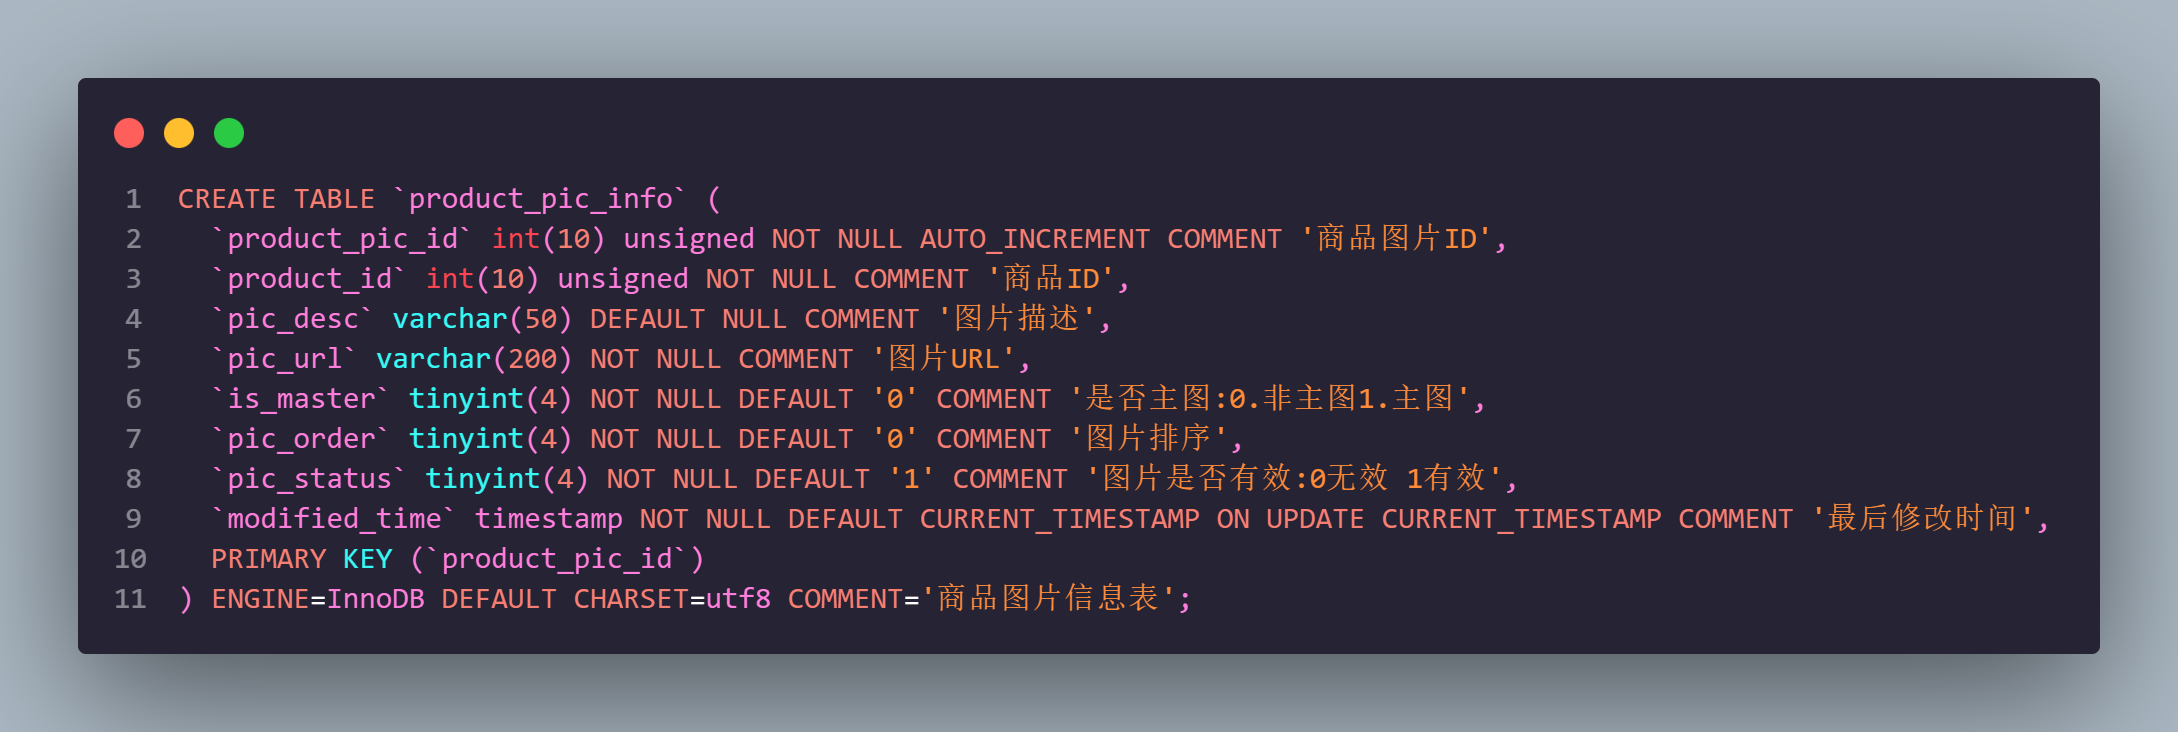 1 CREATE TABLE `product_pic_info` (
2   `product_pic_id` int(10) unsigned NOT NULL AUTO_INCREMENT COMMENT '商品图片ID',
3   `product_id` int(10) unsigned NOT NULL COMMENT '商品ID',
4   `pic_desc` varchar(50) DEFAULT NULL COMMENT '图片描述',
5   `pic_url` varchar(200) NOT NULL COMMENT '图片URL',
6   `is_master` tinyint(4) NOT NULL DEFAULT '0' COMMENT '是否主图:0.非主图1.主图',
7   `pic_order` tinyint(4) NOT NULL DEFAULT '0' COMMENT '图片排序',
8   `pic_status` tinyint(4) NOT NULL DEFAULT '1' COMMENT '图片是否有效:0无效 1有效',
9   `modified_time` timestamp NOT NULL DEFAULT CURRENT_TIMESTAMP ON UPDATE CURRENT_TIMESTAMP COMMENT '最后修改时间',
10   PRIMARY KEY (`product_pic_id`)
11 ) ENGINE=InnoDB DEFAULT CHARSET=utf8 COMMENT='商品图片信息表';